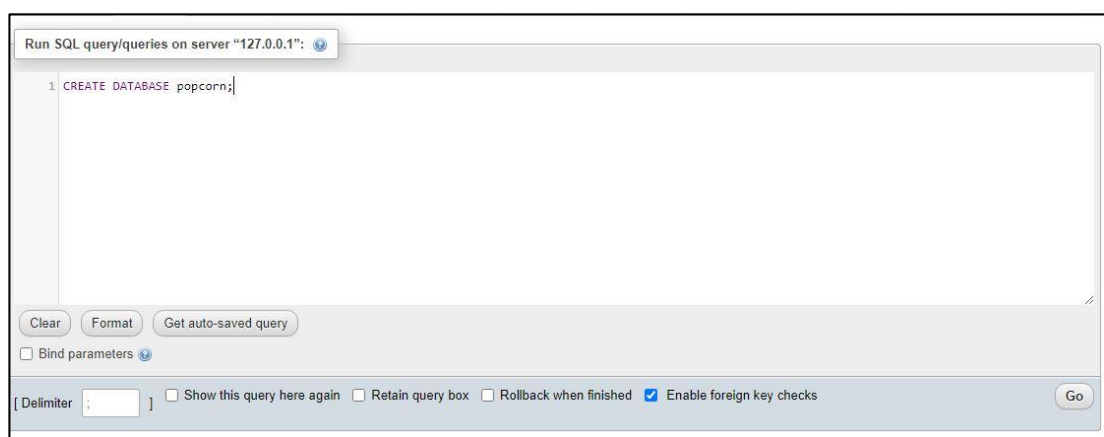 Run SQL query/queries on server “127.0.0.1”:
1 CREATE DATABASE popcorn;
Clear Format Get auto-saved query
Bind parameters
[ Delimiter ; ] Show this query here again Retain query box Rollback when finished Enable foreign key checks Go